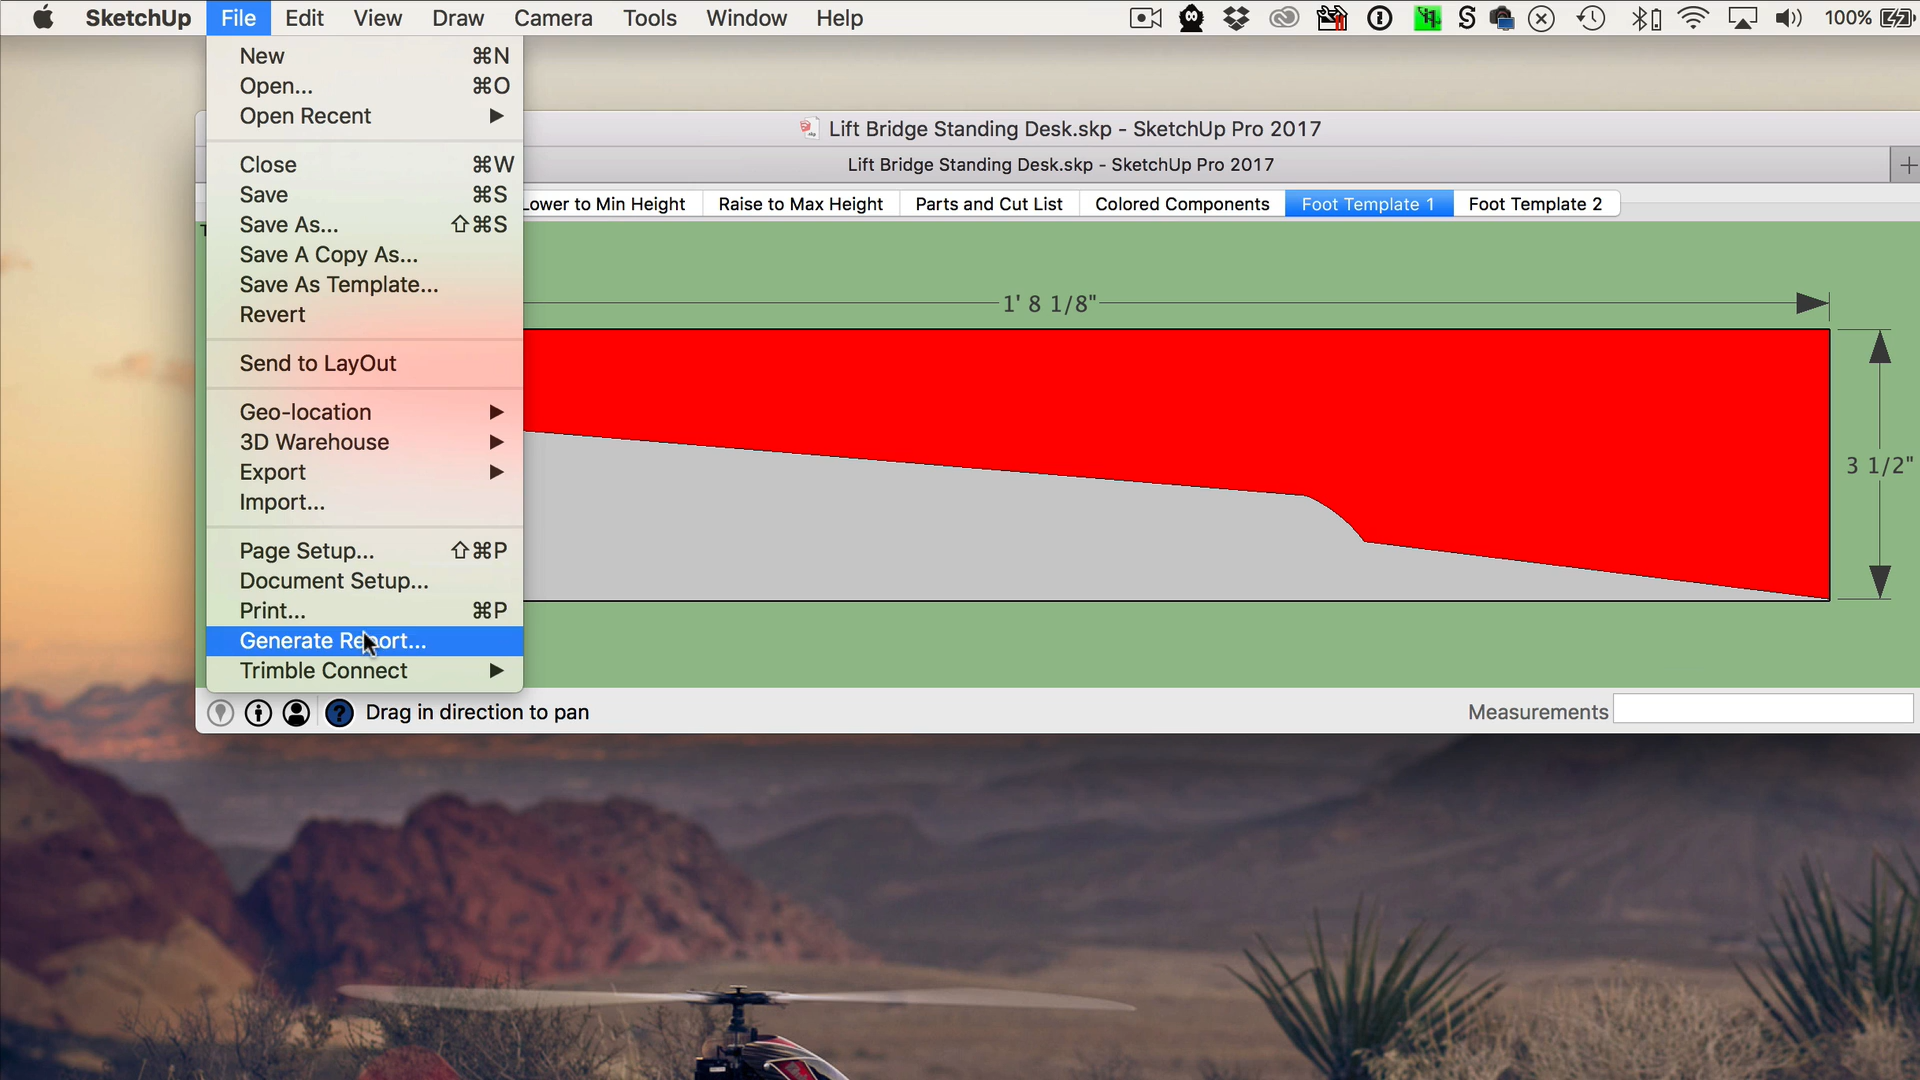 SketchUp File Edit View Draw Camera Tools Window Help 100%
New ⌘N
Open... ⌘O
Open Recent
Close ⌘W
Save ⌘S
Save As... ⇧⌘S
Save A Copy As...
Save As Template...
Revert
Send to LayOut
Geo-location
3D Warehouse
Export
Import...
Page Setup... ⇧⌘P
Document Setup...
Print... ⌘P
Generate Report...
Trimble Connect
Lift Bridge Standing Desk.skp - SketchUp Pro 2017
Lift Bridge Standing Desk.skp - SketchUp Pro 2017
Lower to Min Height Raise to Max Height Parts and Cut List Colored Components Foot Template 1 Foot Template 2
1' 8 1/8"
3 1/2"
Drag in direction to pan Measurements